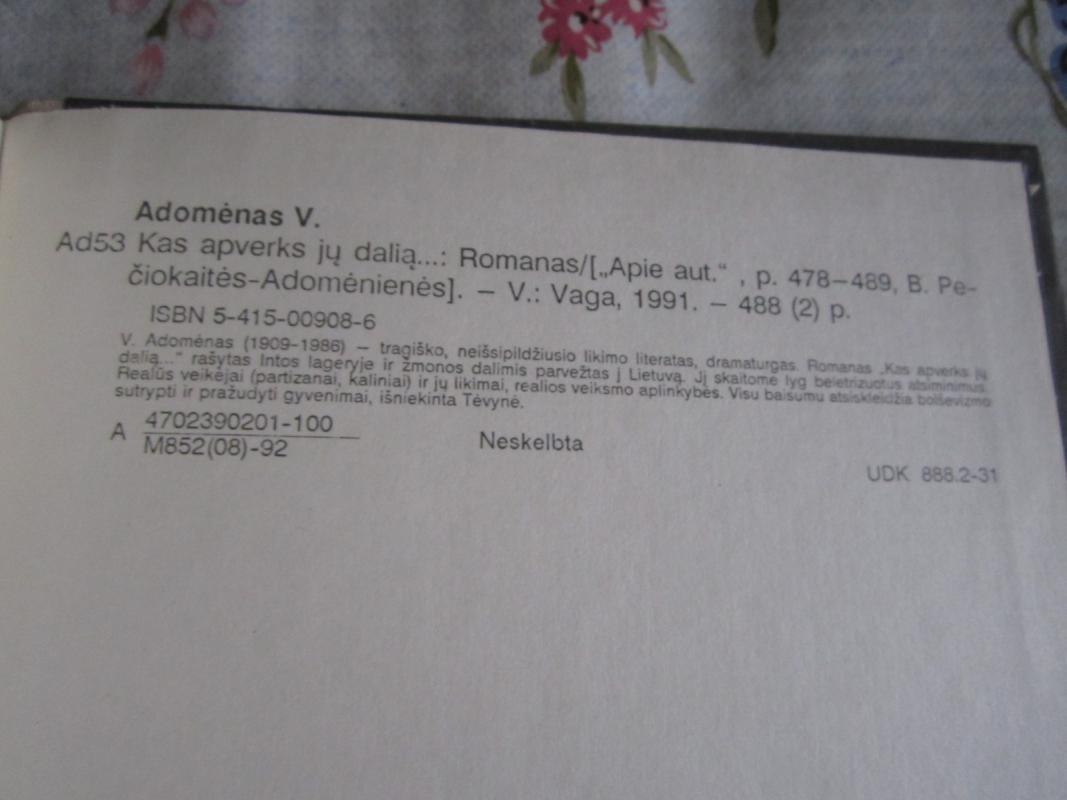 Adomėnas V.
Ad53 Kas apverks jų dalią...: Romanas/[„Apie aut.“ , p. 478–489, B. Pe-
čiokaitės–Adomėnienės]. – V.: Vaga, 1991. – 488 (2) p.
ISBN 5-415-00908-6
V. Adomėnas (1909–1986) – tragiško, neišsipildžiusio likimo literatas, dramaturgas. Romanas „Kas apverks jų
dalią...“ rašytas Intos lageryje ir žmonos dalimis parvežtas į Lietuvą. Jį skaitome lyg beletrizuotus atsiminimus.
Realūs veikėjai (partizanai, kaliniai) ir jų likimai, realios veiksmo aplinkybės. Visu baisumu atsiskleidžia bolševizmo
sutrypti ir pražudyti gyvenimai, išniekinta Tėvynė.
A 4702390201-100
M852(08)-92
Neskelbta
UDK 888.2-31